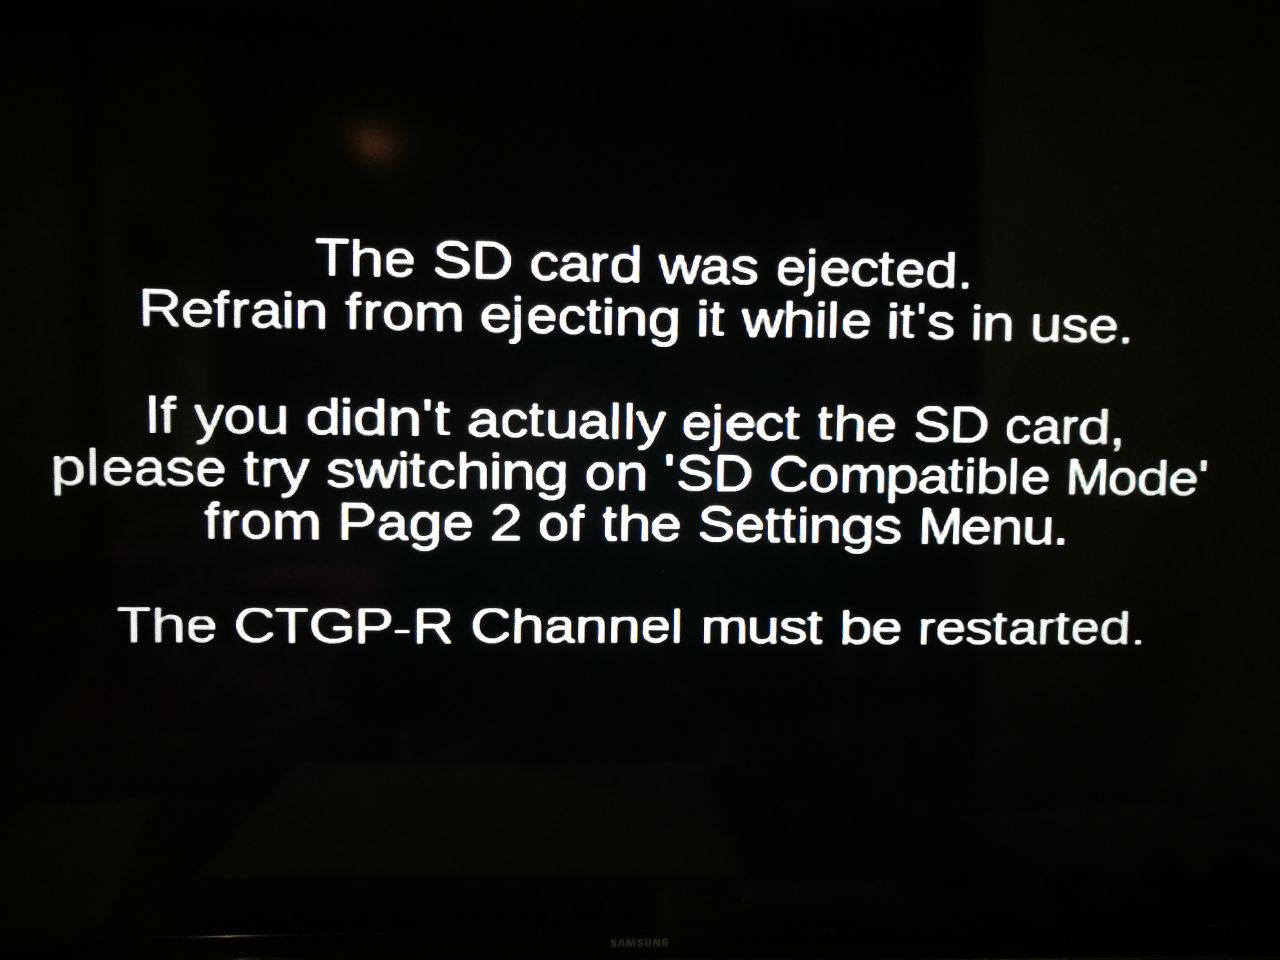 The SD card was ejected.
Refrain from ejecting it while it's in use.
If you didn't actually eject the SD card,
please try switching on 'SD Compatible Mode'
from Page 2 of the Settings Menu.
The CTGP-R Channel must be restarted.
SAMSUNG